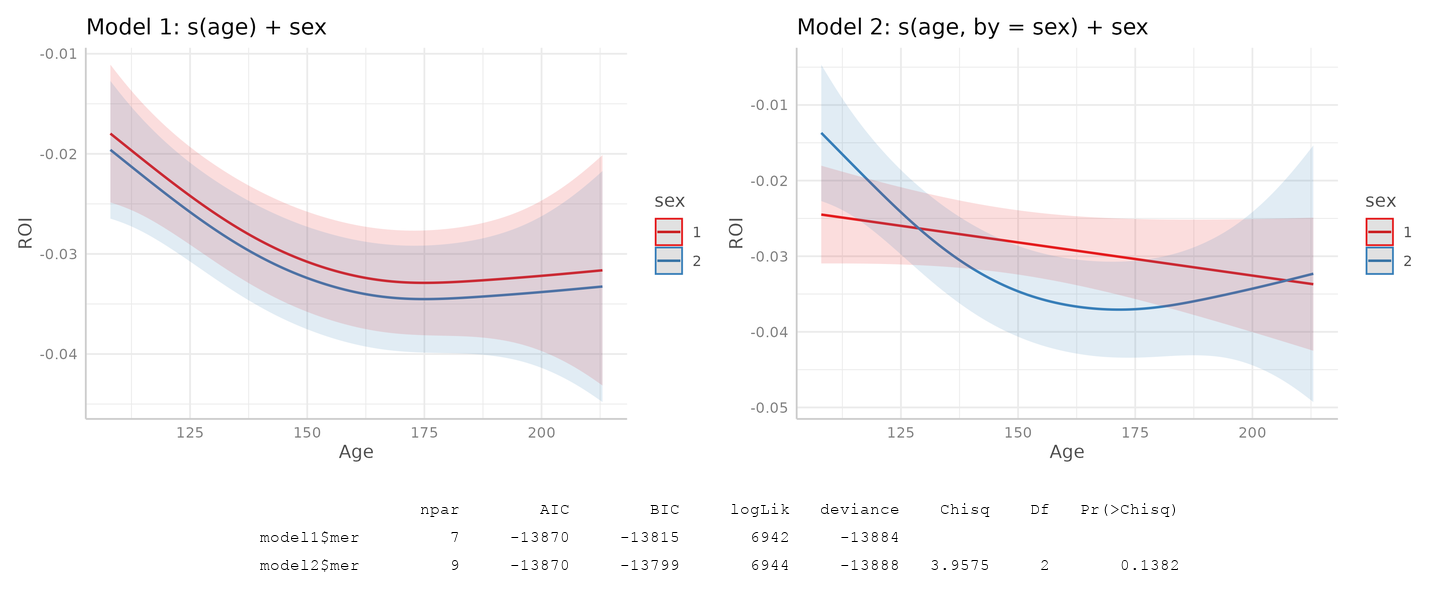 Model 1: s(age) + sex
-0.01
-0.02
-0.03
-0.04
ROI
125 150 175 200
Age
sex
1
2
Model 2: s(age, by = sex) + sex
-0.01
-0.02
-0.03
-0.04
-0.05
ROI
125 150 175 200
Age
sex
1
2
npar AIC BIC logLik deviance Chisq Df Pr(>Chisq)
model1$mer 7 -13870 -13815 6942 -13884
model2$mer 9 -13870 -13799 6944 -13888 3.9575 2 0.1382